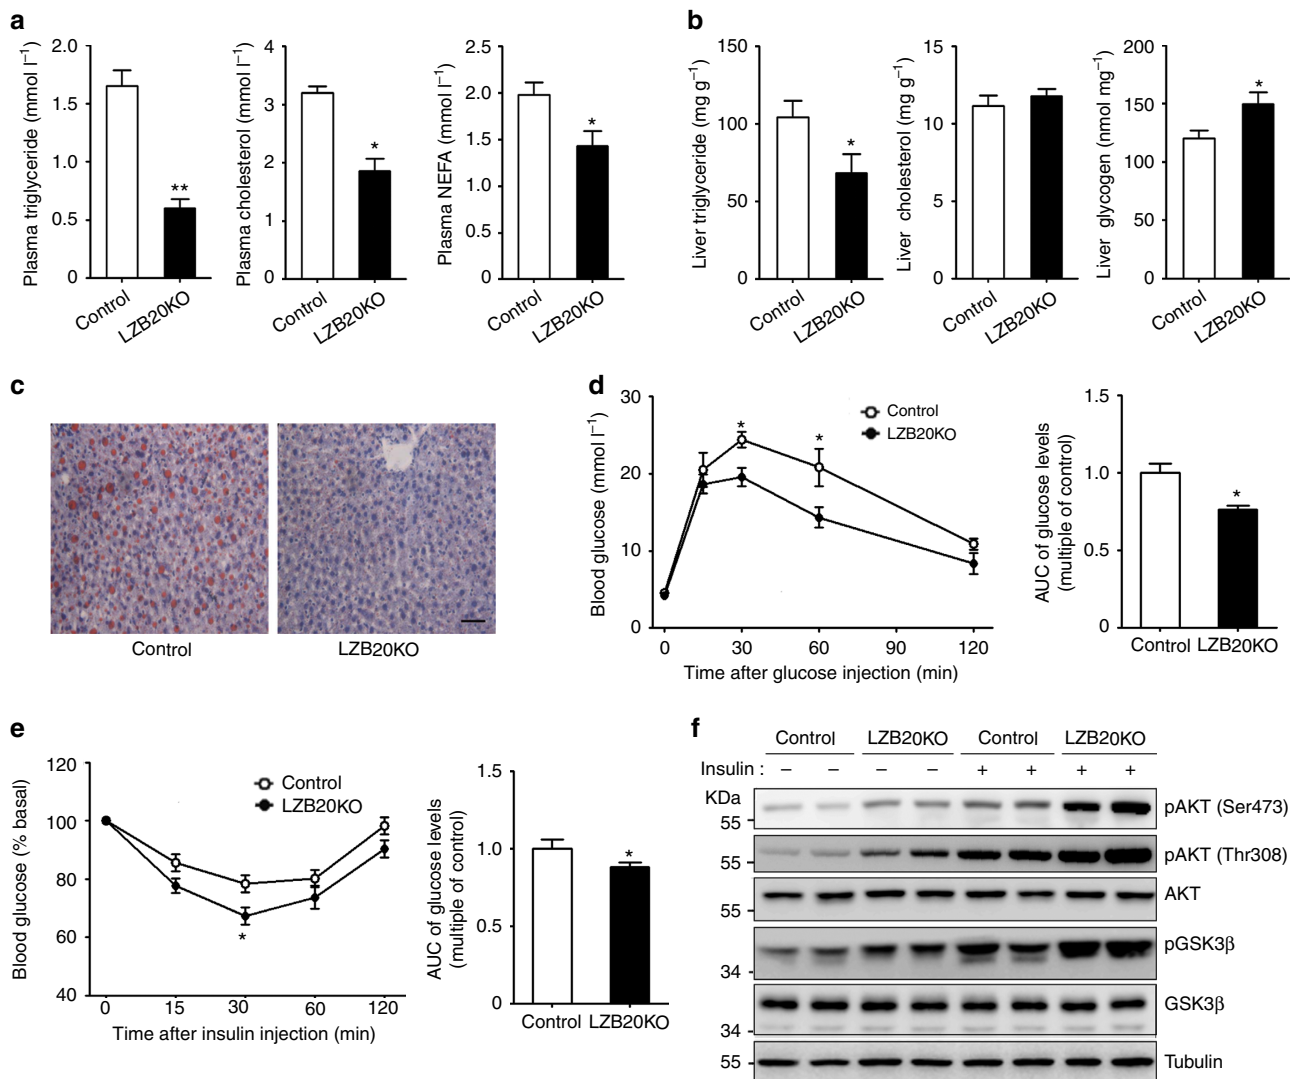 a
Plasma triglyceride (mmol l⁻¹)
2.0
1.5
1.0
0.5
0
**
Control
LZB20KO
Plasma cholesterol (mmol l⁻¹)
4
3
2
1
0
*
Control
LZB20KO
Plasma NEFA (mmol l⁻¹)
2.5
2.0
1.5
1.0
0.5
0
*
Control
LZB20KO
b
Liver triglyceride (mg g⁻¹)
150
100
50
0
*
Control
LZB20KO
Liver cholesterol (mg g⁻¹)
15
10
5
0
Control
LZB20KO
Liver glycogen (nmol mg⁻¹)
200
150
100
50
0
*
Control
LZB20KO
c
Control
LZB20KO
d
Blood glucose (mmol l⁻¹)
30
20
10
0
* *
Control
LZB20KO
0 30 60 90 120
Time after glucose injection (min)
AUC of glucose levels
(multiple of control)
1.5
1.0
0.5
0
*
Control LZB20KO
e
Blood glucose (% basal)
120
100
80
60
40
Control
LZB20KO
*
0 15 30 60 120
Time after insulin injection (min)
AUC of glucose levels
(multiple of control)
1.5
1.0
0.5
0
*
Control LZB20KO
f
Control LZB20KO Control LZB20KO
Insulin : – – – – + + + +
KDa
55
pAKT (Ser473)
55
pAKT (Thr308)
55
AKT
34
pGSK3β
34
GSK3β
55
Tubulin